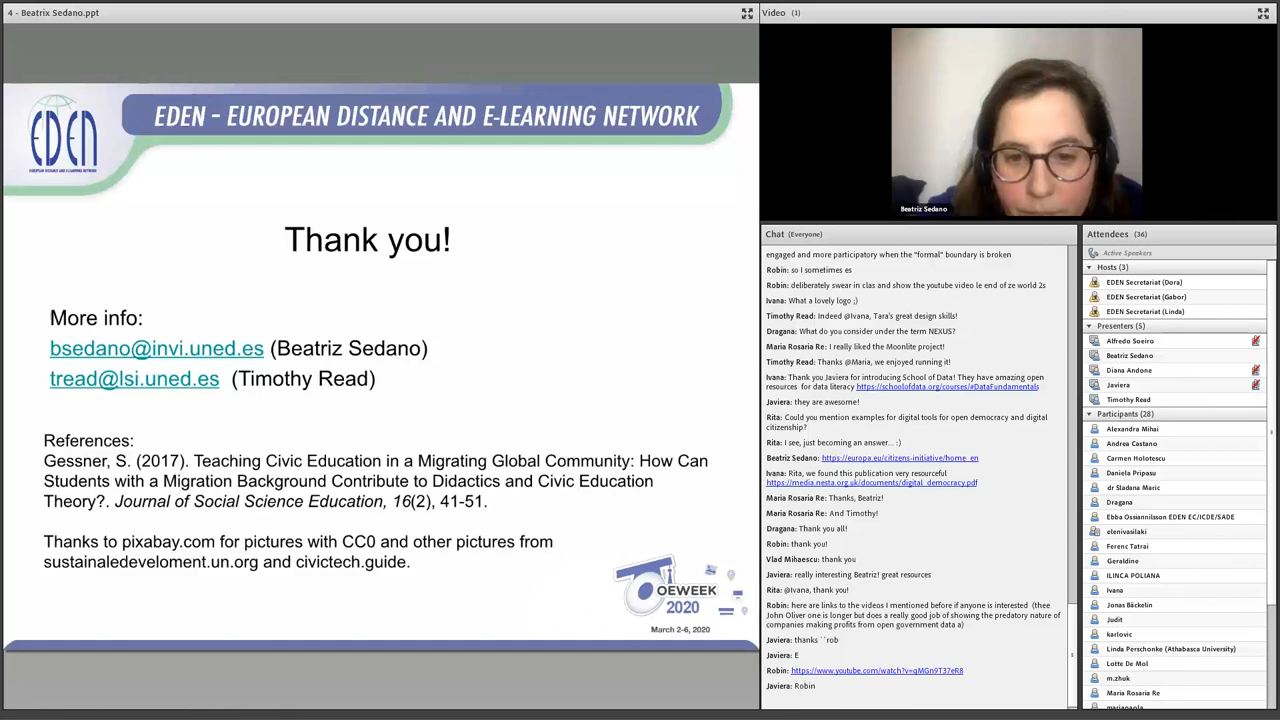 4 - Beatrix Sedano.ppt
EDEN
EUROPEAN DISTANCE AND E-LEARNING NETWORK
EDEN - EUROPEAN DISTANCE AND E-LEARNING NETWORK
Thank you!
More info:
bsedano@invi.uned.es (Beatriz Sedano)
tread@lsi.uned.es (Timothy Read)
References:
Gessner, S. (2017). Teaching Civic Education in a Migrating Global Community: How Can
Students with a Migration Background Contribute to Didactics and Civic Education
Theory?. Journal of Social Science Education, 16(2), 41-51.
Thanks to pixabay.com for pictures with CC0 and other pictures from
sustainaledeveloment.un.org and civictech.guide.
OEWEEK
2020
March 2-6, 2020
Video (1)
Beatriz Sedano
Chat (Everyone)
engaged and more participatory when the "formal" boundary is broken
Robin: so I sometimes es
Robin: deliberately swear in clas and show the youtube video le end of ze world 2s
Ivana: What a lovely logo ;)
Timothy Read: Indeed @Ivana, Tara's great design skills!
Dragana: What do you consider under the term NEXUS?
Maria Rosaria Re: I really liked the Moonlite project!
Timothy Read: Thanks @Maria, we enjoyed running it!
Ivana: Thank you Javiera for introducing School of Data! They have amazing open
resources for data literacy https://schoolofdata.org/courses/#DataFundamentals
Javiera: they are awesome!
Rita: Could you mention examples for digital tools for open democracy and digital
citizenship?
Rita: I see, just becoming an answer... :)
Beatriz Sedano: https://europa.eu/citizens-initiative/home_en
Ivana: Rita, we found this publication very resourceful
https://media.nesta.org.uk/documents/digital_democracy.pdf
Maria Rosaria Re: Thanks, Beatriz!
Maria Rosaria Re: And Timothy!
Dragana: Thank you all!
Robin: thank you!
Vlad Mihaescu: thank you
Javiera: really interesting Beatriz! great resources
Rita: @Ivana, thank you!
Robin: here are links to the videos I mentioned before if anyone is interested (thee
John Oliver one is longer but does a really good job of showing the predatory nature of
companies making profits from open government data a)
Javiera: thanks ``rob
Javiera: E
Robin: https://www.youtube.com/watch?v=qMGn9T37eR8
Javiera: Robin
Attendees (36)
Active Speakers
Hosts (3)
EDEN Secretariat (Dora)
EDEN Secretariat (Gabor)
EDEN Secretariat (Linda)
Presenters (5)
Alfredo Soeiro
Beatriz Sedano
Diana Andone
Javiera
Timothy Read
Participants (28)
Alexandra Mihai
Andrea Castano
Carmen Holotescu
Daniela Pripasu
dr Sladana Maric
Dragana
Ebba Ossiannilsson EDEN EC/ICDE/SADE
elenivasilaki
Ferenc Tatrai
Geraldine
ILINCA POLIANA
Ivana
Jonas Bäckelin
Judit
karlovic
Linda Perschonke (Athabasca University)
Lotte De Mol
m.zhuk
Maria Rosaria Re